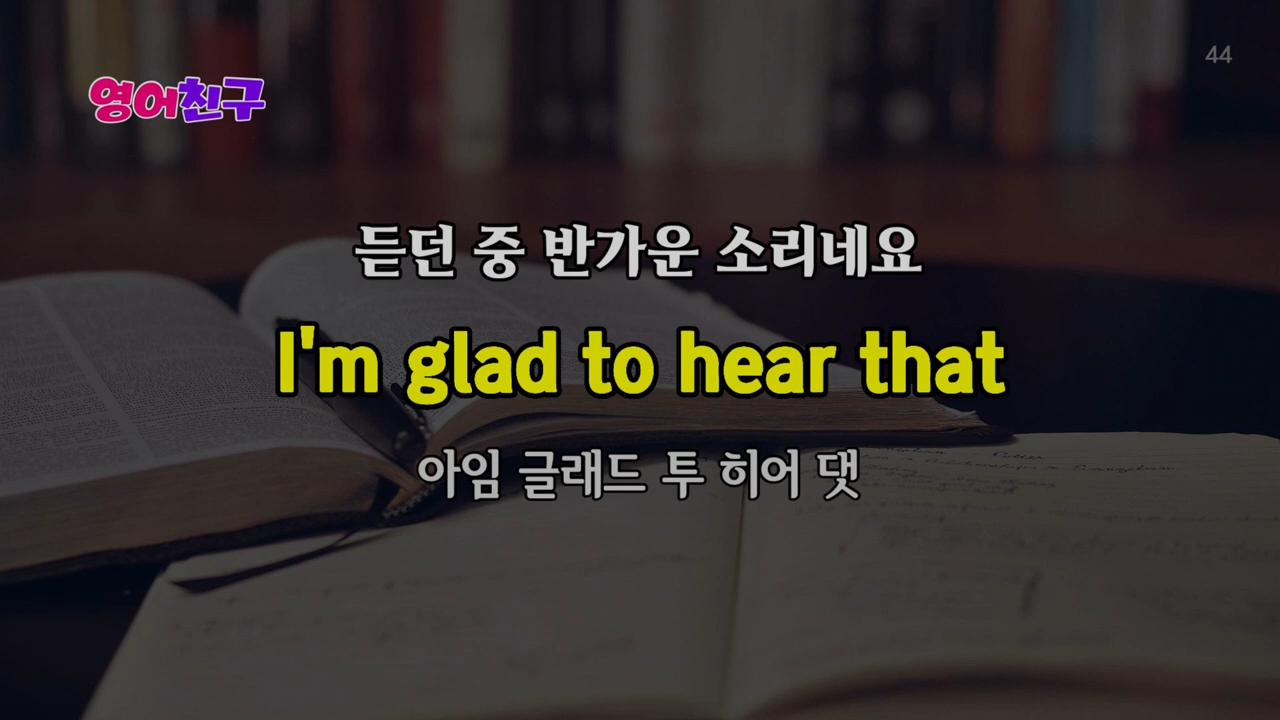 44
영어친구
듣던 중 반가운 소리네요
I'm glad to hear that
아임 글래드 투 히어 댓